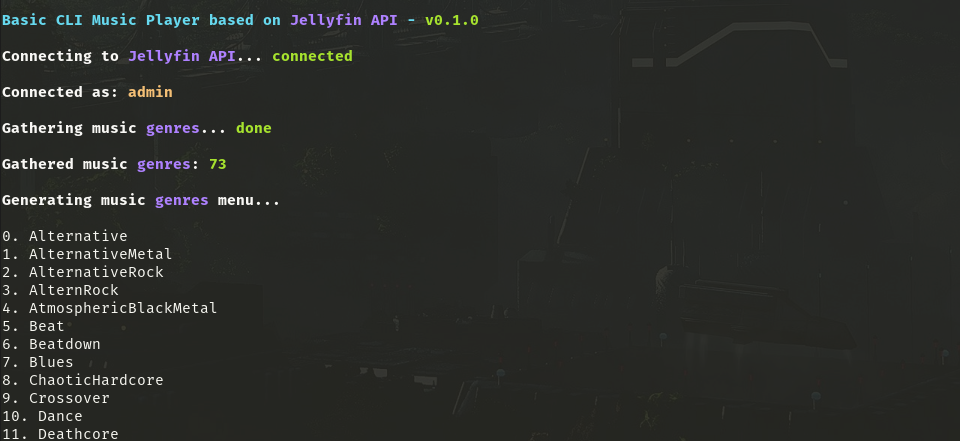 Basic CLI Music Player based on Jellyfin API - v0.1.0
Connecting to Jellyfin API... connected
Connected as: admin
Gathering music genres... done
Gathered music genres: 73
Generating music genres menu...
0. Alternative
1. AlternativeMetal
2. AlternativeRock
3. AlternRock
4. AtmosphericBlackMetal
5. Beat
6. Beatdown
7. Blues
8. ChaoticHardcore
9. Crossover
10. Dance
11. Deathcore